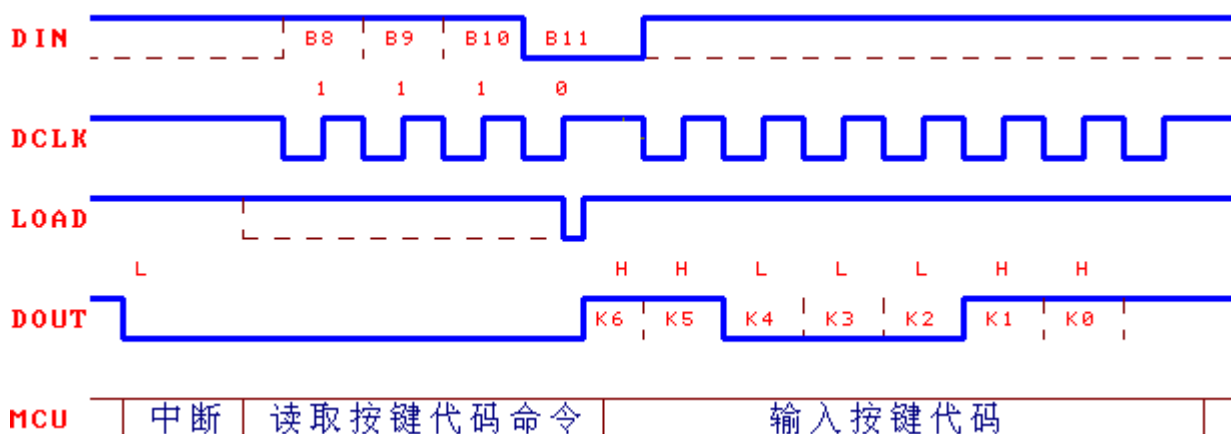 DIN B8 B9 B10 B11
1 1 1 0
DCLK
LOAD
L H H L L L H H
DOUT K6 K5 K4 K3 K2 K1 K0
MCU 中断 读取按键代码命令 输入按键代码